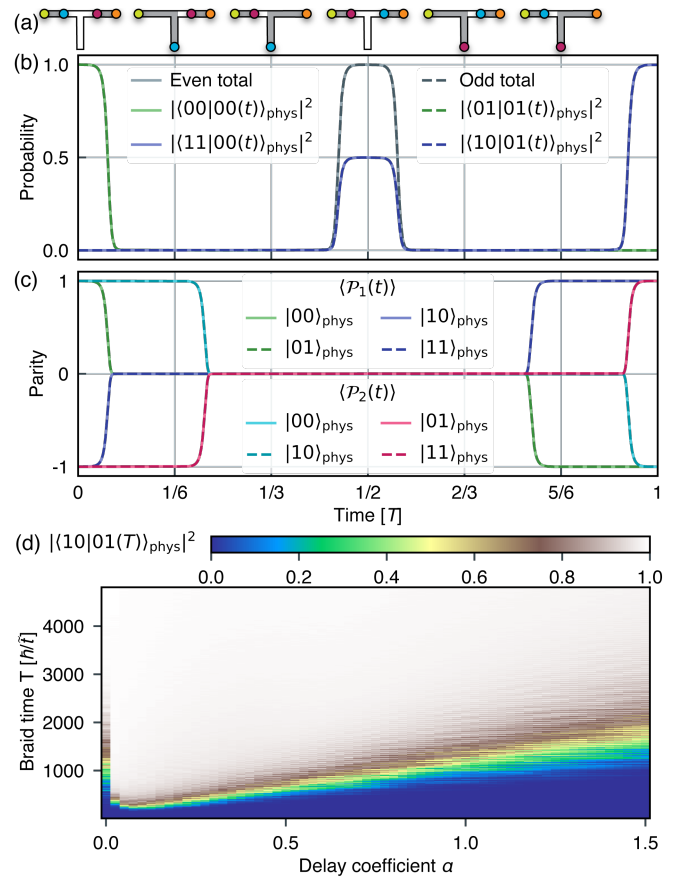 (a)
(b)
1.0
0.5
0.0
Probability
Even total
|⟨00|00(t)⟩phys|²
|⟨11|00(t)⟩phys|²
Odd total
|⟨01|01(t)⟩phys|²
|⟨10|01(t)⟩phys|²
(c)
1
0
-1
Parity
⟨𝒫₁(t)⟩
|00⟩phys |10⟩phys
|01⟩phys |11⟩phys
⟨𝒫₂(t)⟩
|00⟩phys |01⟩phys
|10⟩phys |11⟩phys
0 1/6 1/3 1/2 2/3 5/6 1
Time [T]
(d) |⟨10|01(T)⟩phys|²
0.0 0.2 0.4 0.6 0.8 1.0
4000
3000
2000
1000
Braid time T [ħ/t̃]
0.0 0.5 1.0 1.5
Delay coefficient α